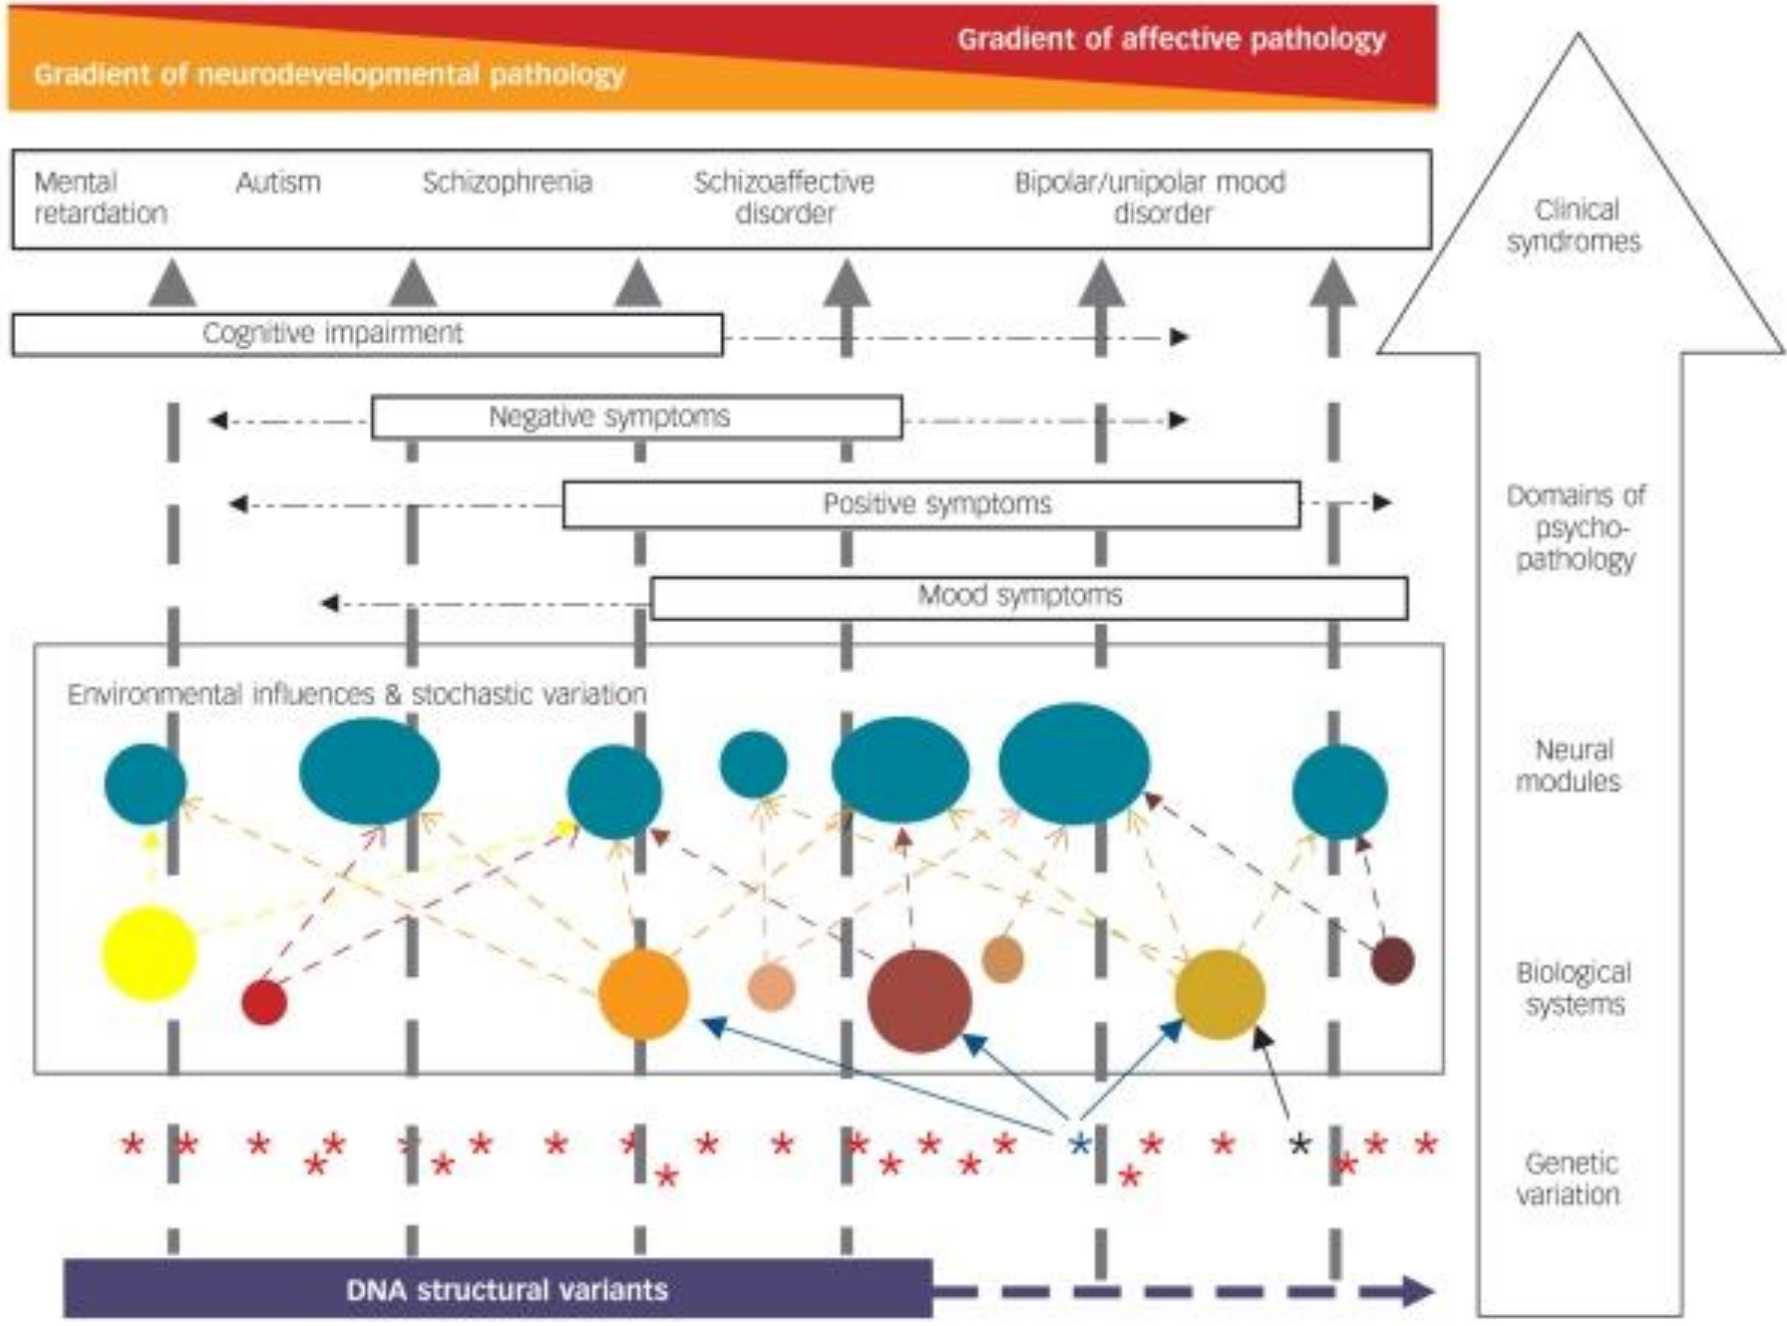 Gradient of affective pathology
Gradient of neurodevelopmental pathology
Mental
retardation
Autism
Schizophrenia
Schizoaffective
disorder
Bipolar/unipolar mood
disorder
Clinical
syndromes
Cognitive impairment
Negative symptoms
Positive symptoms
Mood symptoms
Domains of
psycho-
pathology
Environmental influences & stochastic variation
Neural
modules
Biological
systems
Genetic
variation
DNA structural variants